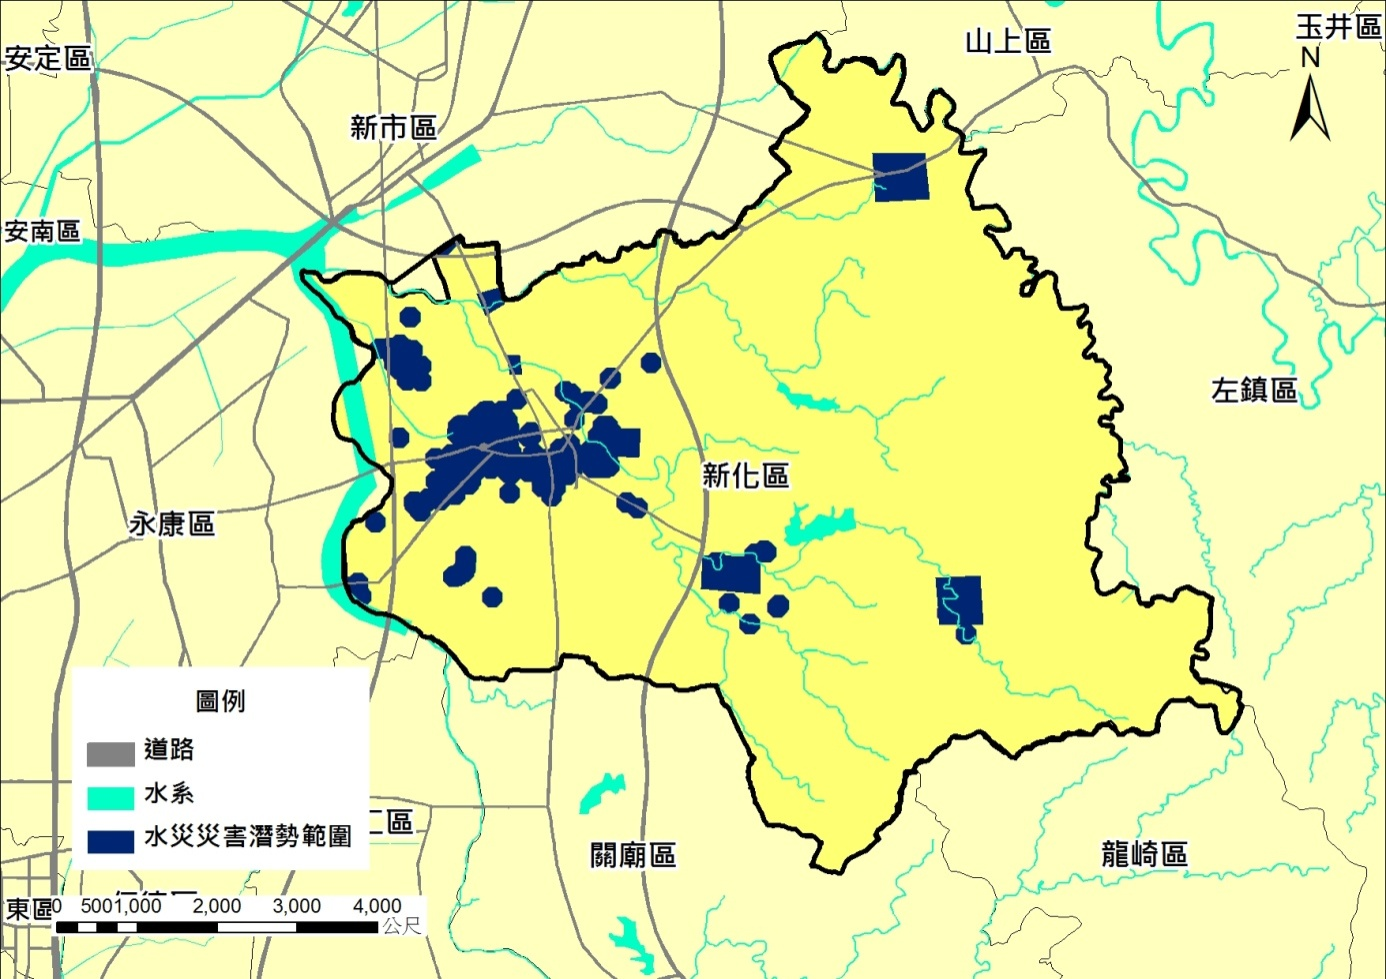 玉井區
山上區
安定區
N
新市區
安南區
左鎮區
新化區
永康區
圖例
道路
水系
水災災害潛勢範圍
區
關廟區
龍崎區
東區
0 500 1,000 2,000 3,000 4,000
公尺